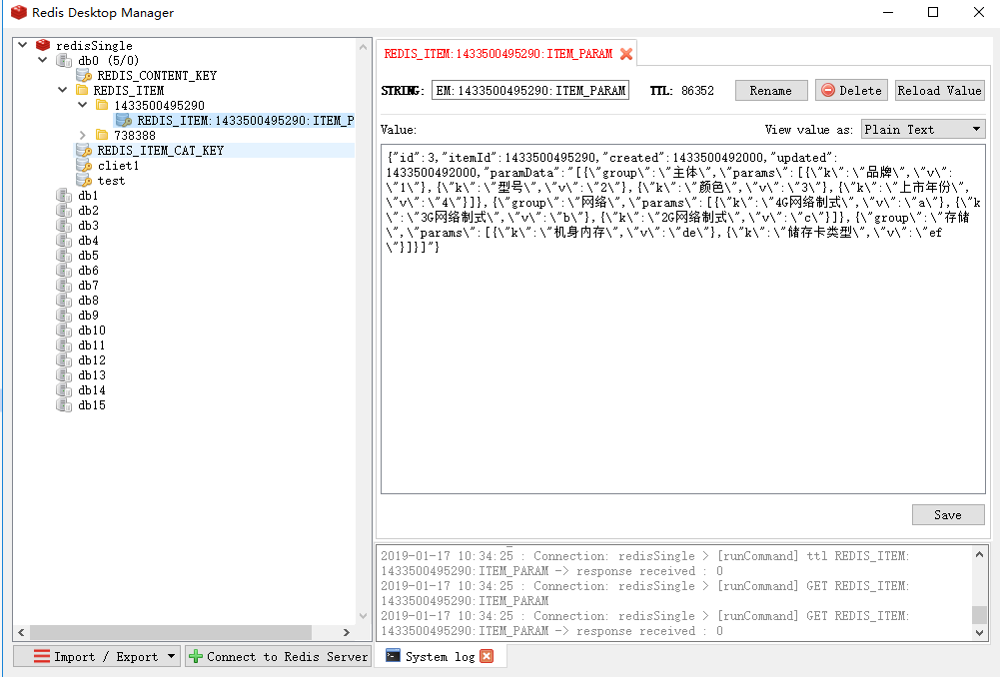 Redis Desktop Manager
redisSingle
db0 (5/0)
REDIS_CONTENT_KEY
REDIS_ITEM
1433500495290
REDIS_ITEM:1433500495290:ITEM_P
738388
REDIS_ITEM_CAT_KEY
cliet1
test
db1
db2
db3
db4
db5
db6
db7
db8
db9
db10
db11
db12
db13
db14
db15
Import / Export
Connect to Redis Server
REDIS_ITEM:1433500495290:ITEM_PARAM
STRING: EM:1433500495290:ITEM_PARAM TTL: 86352 Rename Delete Reload Value
Value: View value as: Plain Text
{"id":3,"itemId":1433500495290,"created":1433500492000,"updated":
1433500492000,"paramData":"[{\"group\":\"主体\",\"params\":[{\"k\":\"品牌\",\"v\":
\"1\"},{\"k\":\"型号\",\"v\":\"2\"},{\"k\":\"颜色\",\"v\":\"3\"},{\"k\":\"上市年份\",
\"v\":\"4\"}]},{\"group\":\"网络\",\"params\":[{\"k\":\"4G网络制式\",\"v\":\"a\"},{\"k
\":\"3G网络制式\",\"v\":\"b\"},{\"k\":\"2G网络制式\",\"v\":\"c\"}]},{\"group\":\"存储
\",\"params\":[{\"k\":\"机身内存\",\"v\":\"de\"},{\"k\":\"储存卡类型\",\"v\":\"ef
\"}]}]"}
Save
2019-01-17 10:34:25 : Connection: redisSingle > [runCommand] ttl REDIS_ITEM:
1433500495290:ITEM_PARAM -> response received : 0
2019-01-17 10:34:25 : Connection: redisSingle > [runCommand] GET REDIS_ITEM:
1433500495290:ITEM_PARAM
2019-01-17 10:34:25 : Connection: redisSingle > [runCommand] GET REDIS_ITEM:
1433500495290:ITEM_PARAM -> response received : 0
System log